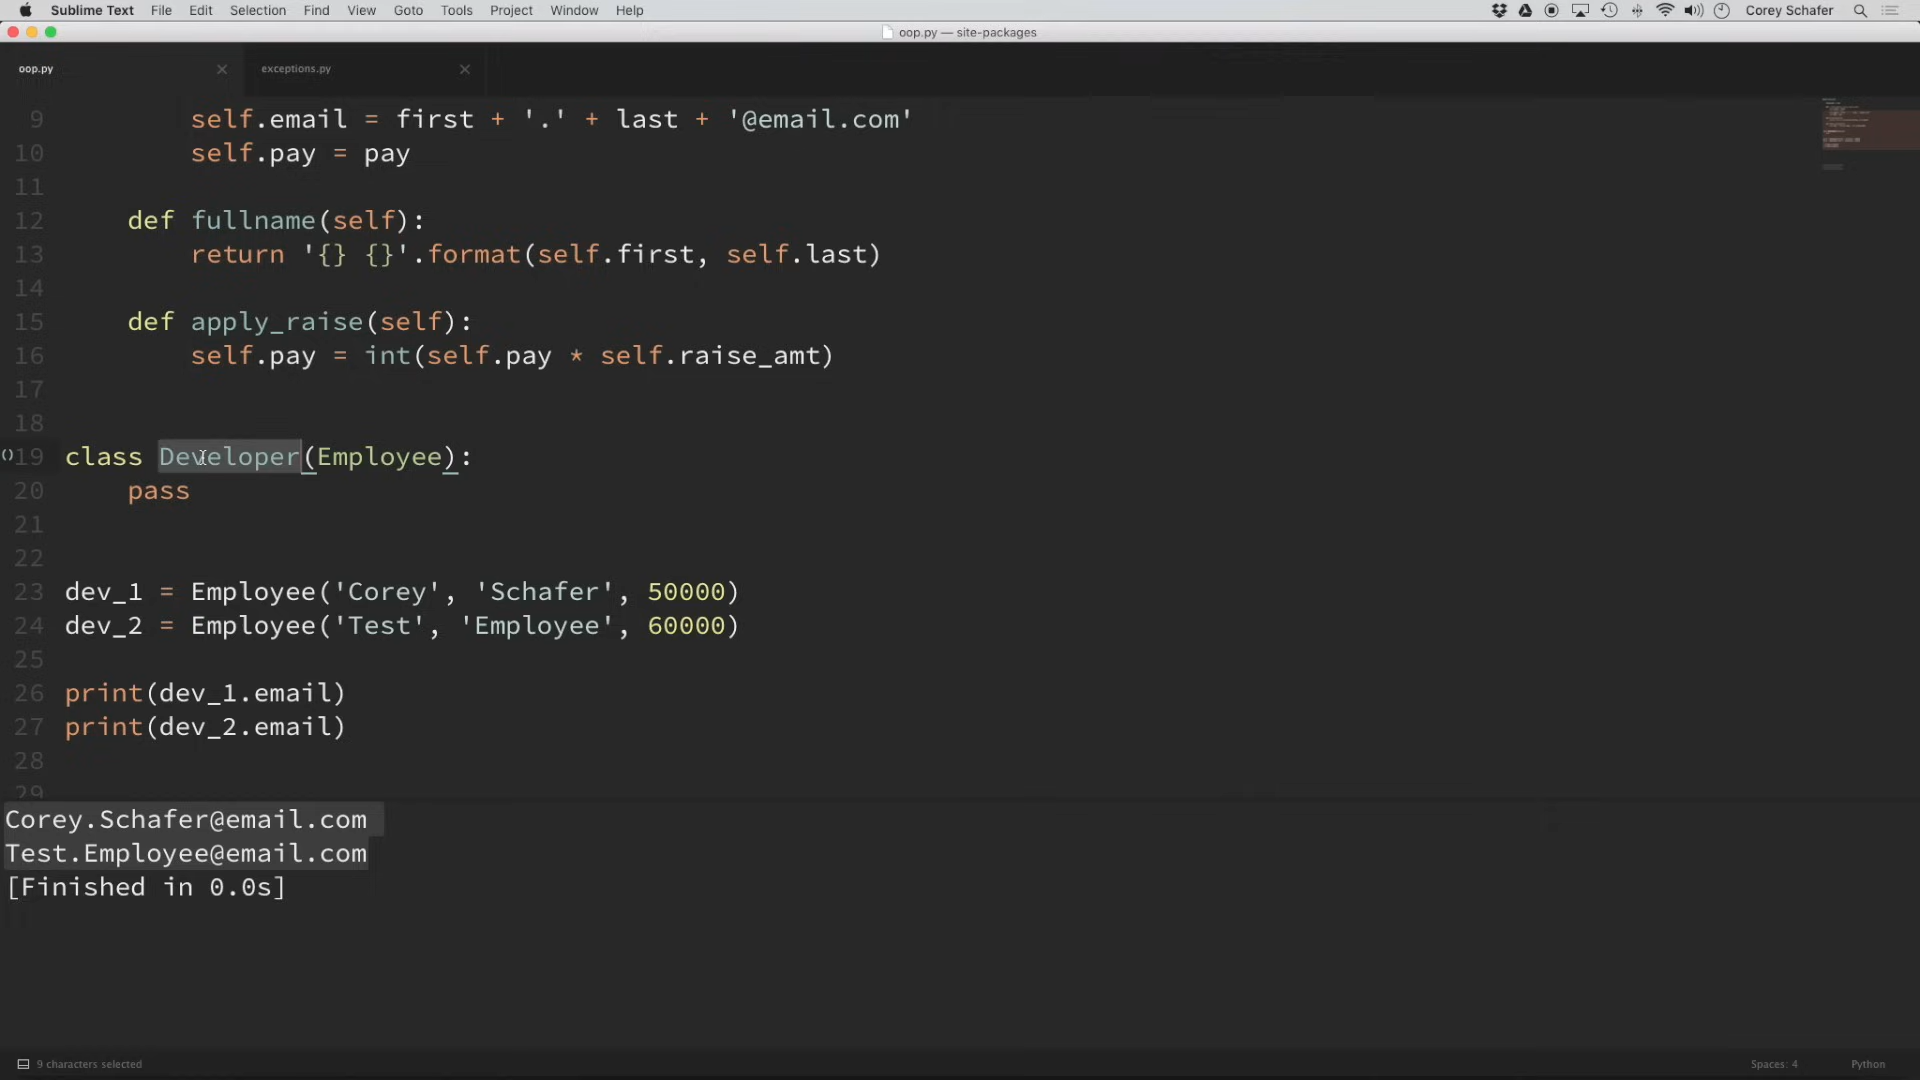 Sublime Text File Edit Selection Find View Goto Tools Project Window Help Corey Schafer
oop.py — site-packages
oop.py exceptions.py
9 self.email = first + '.' + last + '@email.com'
10 self.pay = pay
11
12 def fullname(self):
13 return '{} {}'.format(self.first, self.last)
14
15 def apply_raise(self):
16 self.pay = int(self.pay * self.raise_amt)
17
18
19 class Developer(Employee):
20 pass
21
22
23 dev_1 = Employee('Corey', 'Schafer', 50000)
24 dev_2 = Employee('Test', 'Employee', 60000)
25
26 print(dev_1.email)
27 print(dev_2.email)
28
29
Corey.Schafer@email.com
Test.Employee@email.com
[Finished in 0.0s]
9 characters selected Spaces: 4 Python